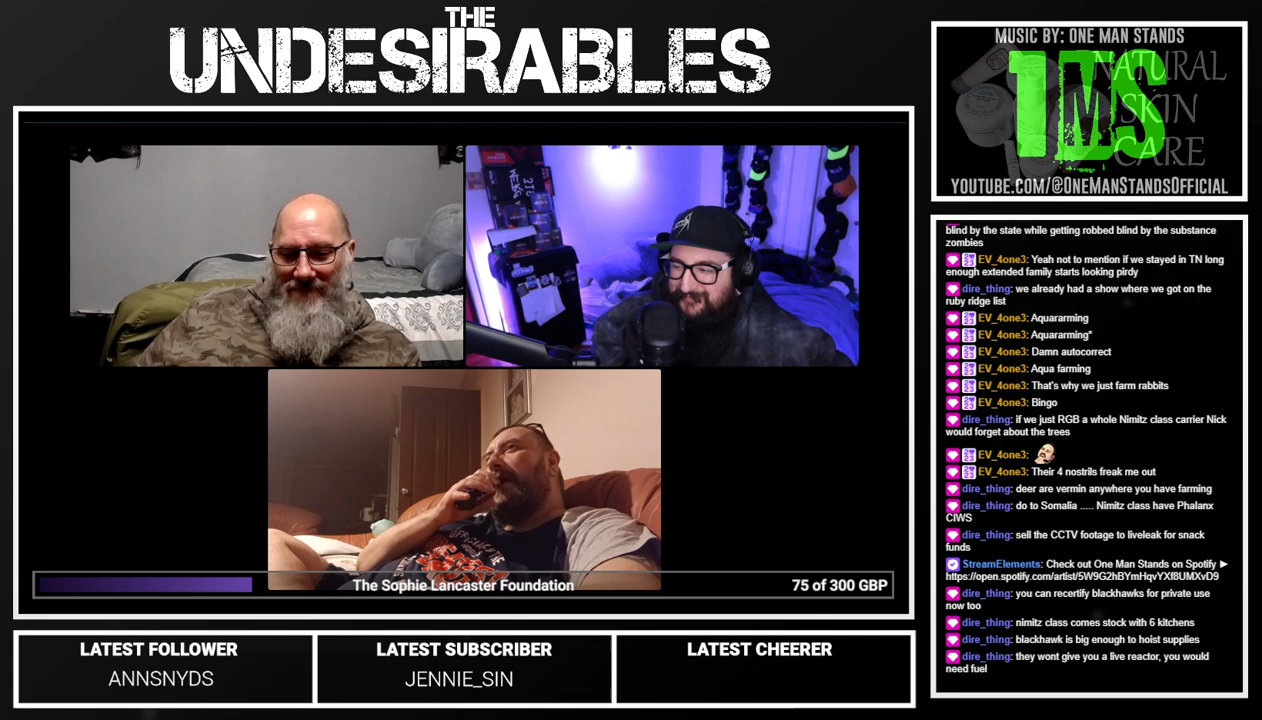 THE
UNDESIRABLES
The Sophie Lancaster Foundation
75 of 300 GBP
LATEST FOLLOWER
ANNSNYDS
LATEST SUBSCRIBER
JENNIE_SIN
LATEST CHEERER
MUSIC BY: ONE MAN STANDS
1MS
NATURAL
SKIN
CARE
YOUTUBE.COM/@ONEMANSTANDSOFFICIAL
blind by the state while getting robbed blind by the substance
zombies
EV_4one3: Yeah not to mention if we stayed in TN long
enough extended family starts looking pirdy
dire_thing: we already had a show where we got on the
ruby ridge list
EV_4one3: Aquararming
EV_4one3: Aquararming*
EV_4one3: Damn autocorrect
EV_4one3: Aqua farming
EV_4one3: That's why we just farm rabbits
EV_4one3: Bingo
dire_thing: if we just RGB a whole Nimitz class carrier Nick
would forget about the trees
EV_4one3:
EV_4one3: Their 4 nostrils freak me out
dire_thing: deer are vermin anywhere you have farming
dire_thing: do to Somalia ..... Nimitz class have Phalanx
CIWS
dire_thing: sell the CCTV footage to liveleak for snack
funds
StreamElements: Check out One Man Stands on Spotify ►
https://open.spotify.com/artist/5W9G2hBYmHqvYXf8UMXvD9
dire_thing: you can recertify blackhawks for private use
now too
dire_thing: nimitz class comes stock with 6 kitchens
dire_thing: blackhawk is big enough to hoist supplies
dire_thing: they wont give you a live reactor, you would
need fuel